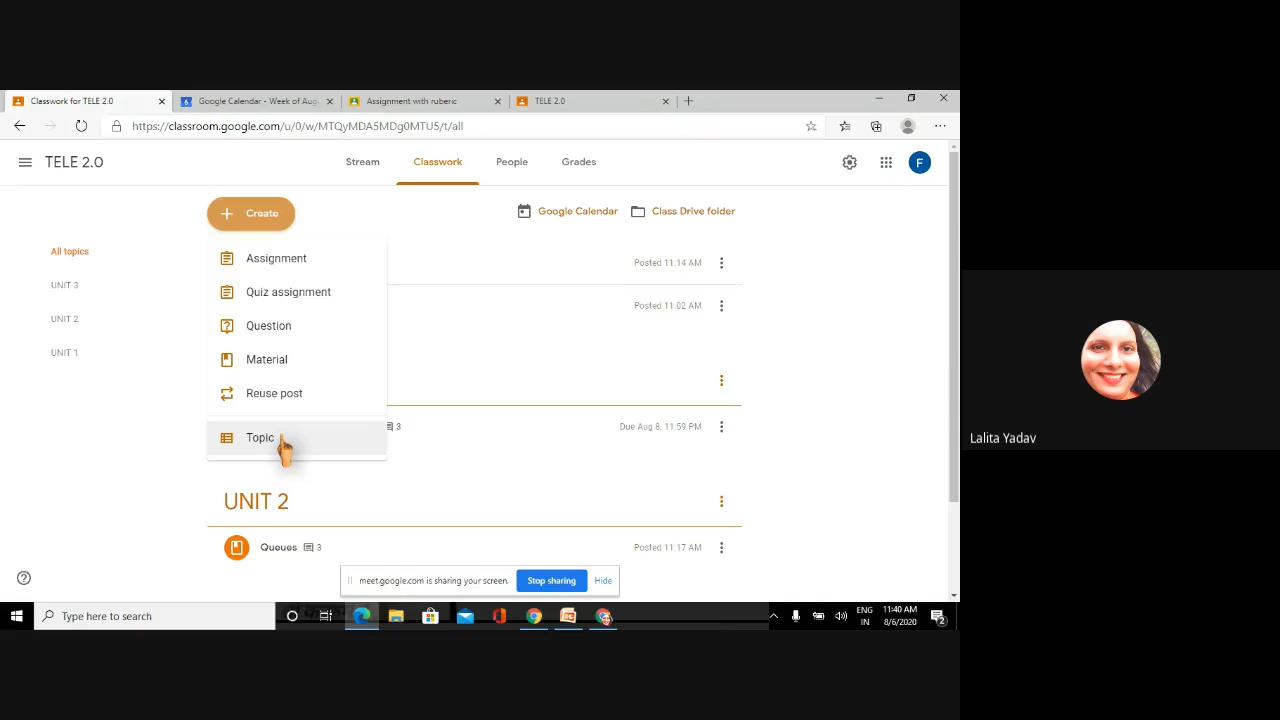 Classwork for TELE 2.0
Google Calendar - Week of Aug
Assignment with ruberic
TELE 2.0
https://classroom.google.com/u/0/w/MTQyMDA5MDg0MTU5/t/all
TELE 2.0
Stream
Classwork
People
Grades
F
Create
Google Calendar
Class Drive folder
All topics
UNIT 3
UNIT 2
UNIT 1
Assignment
Quiz assignment
Question
Material
Reuse post
Topic
Posted 11:14 AM
Posted 11:02 AM
3
Due Aug 8, 11:59 PM
UNIT 2
Queues 3
Posted 11:17 AM
meet.google.com is sharing your screen.
Stop sharing
Hide
Type here to search
ENG
IN
11:40 AM
8/6/2020
2
Lalita Yadav